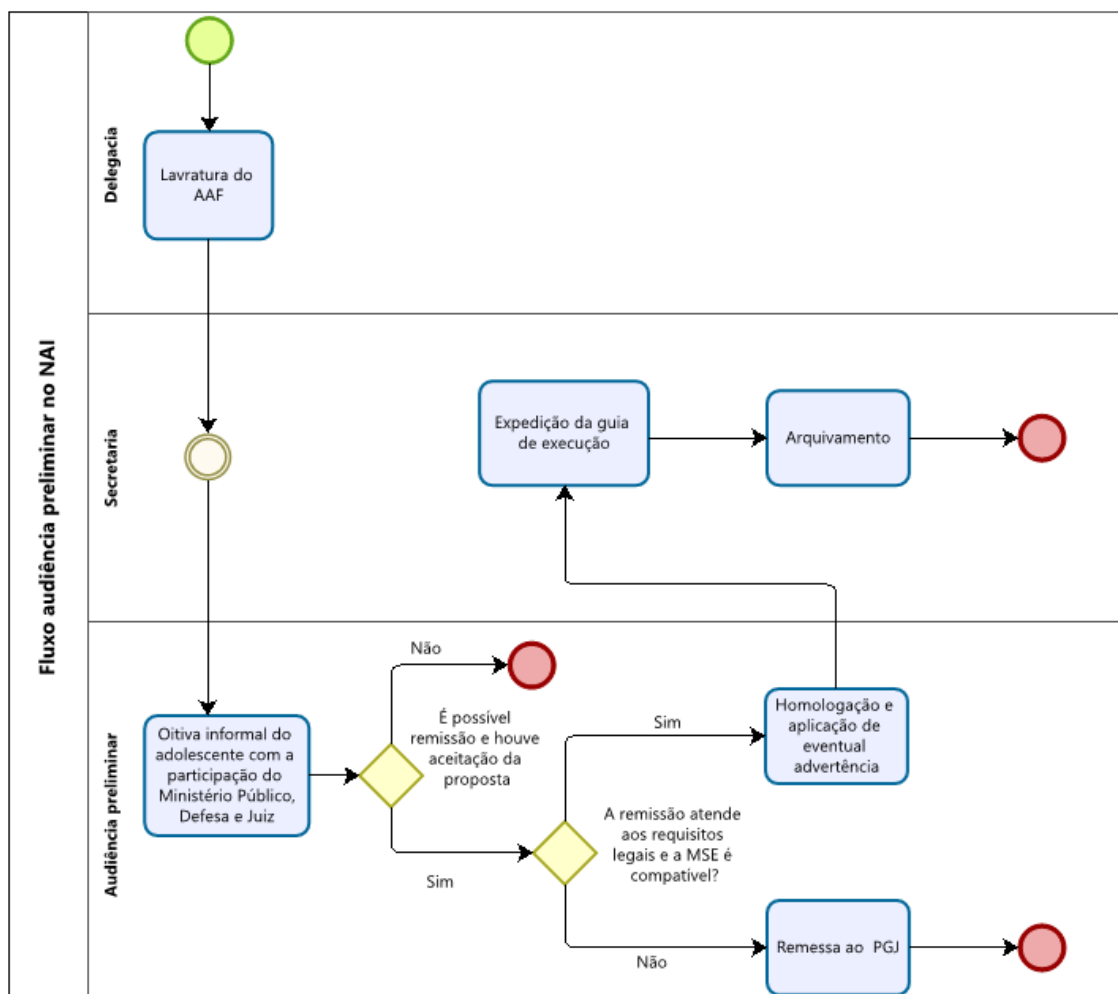 Fluxo audiência preliminar no NAI
Delegacia
Lavratura do
AAF
Secretaria
Expedição da guia
de execução
Arquivamento
Audiência preliminar
Oitiva informal do
adolescente com a
participação do
Ministério Público,
Defesa e Juiz
Não
É possível
remissão e houve
aceitação da
proposta
Sim
Sim
A remissão atende
aos requisitos
legais e a MSE é
compatível?
Não
Homologação e
aplicação de
eventual
advertência
Remessa ao PGJ